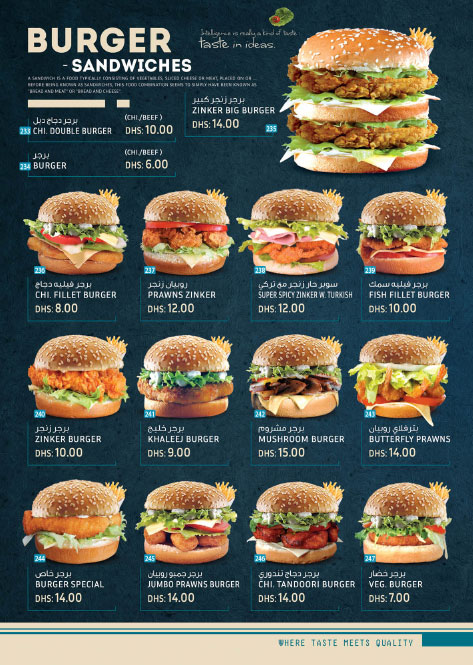 BURGER
- SANDWICHES
Intelligence is really a kind of taste:
taste in ideas.
A SANDWICH IS A FOOD TYPICALLY CONSISTING OF VEGETABLES, SLICED CHEESE OR MEAT, PLACED ON OR ...
BEFORE BEING KNOWN AS SANDWICHES, THIS FOOD COMBINATION SEEMS TO SIMPLY HAVE BEEN KNOWN AS
"BREAD AND MEAT" OR "BREAD AND CHEESE"
برجر دجاج دبل
(CHI./BEEF )
233 CHI. DOUBLE BURGER DHS: 10.00
برجر
(CHI./BEEF )
234 BURGER DHS: 6.00
برجر زنجر كبير
ZINKER BIG BURGER
DHS: 14.00
235
236
برجر فيليه دجاج
CHI. FILLET BURGER
DHS: 8.00
237
روبيان زنجر
PRAWNS ZINKER
DHS: 12.00
238
سوبر حار زنجر مع تركي
SUPER SPICY ZINKER W. TURKISH
DHS: 12.00
239
برجر فيليه سمك
FISH FILLET BURGER
DHS: 10.00
240
برجر زنجر
ZINKER BURGER
DHS: 10.00
241
برجر خليج
KHALEEJ BURGER
DHS: 9.00
242
برجر مشروم
MUSHROOM BURGER
DHS: 15.00
243
بترفلاي روبيان
BUTTERFLY PRAWNS
DHS: 14.00
244
برجر خاص
BURGER SPECIAL
DHS: 14.00
245
برجر جمبو روبيان
JUMBO PRAWNS BURGER
DHS: 14.00
246
برجر دجاج تندوري
CHI. TANDOORI BURGER
DHS: 14.00
247
برجر خضار
VEG. BURGER
DHS: 7.00
WHERE TASTE MEETS QUALITY